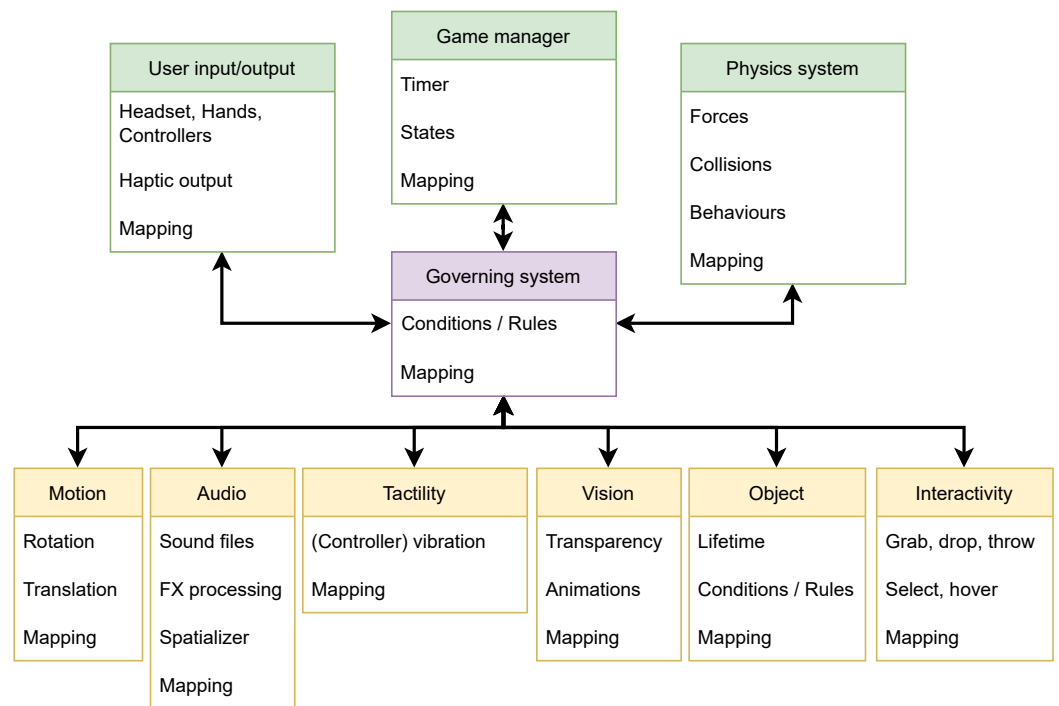 User input/output
Headset, Hands,
Controllers
Haptic output
Mapping
Game manager
Timer
States
Mapping
Physics system
Forces
Collisions
Behaviours
Mapping
Governing system
Conditions / Rules
Mapping
Motion
Rotation
Translation
Mapping
Audio
Sound files
FX processing
Spatializer
Mapping
Tactility
(Controller) vibration
Mapping
Vision
Transparency
Animations
Mapping
Object
Lifetime
Conditions / Rules
Mapping
Interactivity
Grab, drop, throw
Select, hover
Mapping